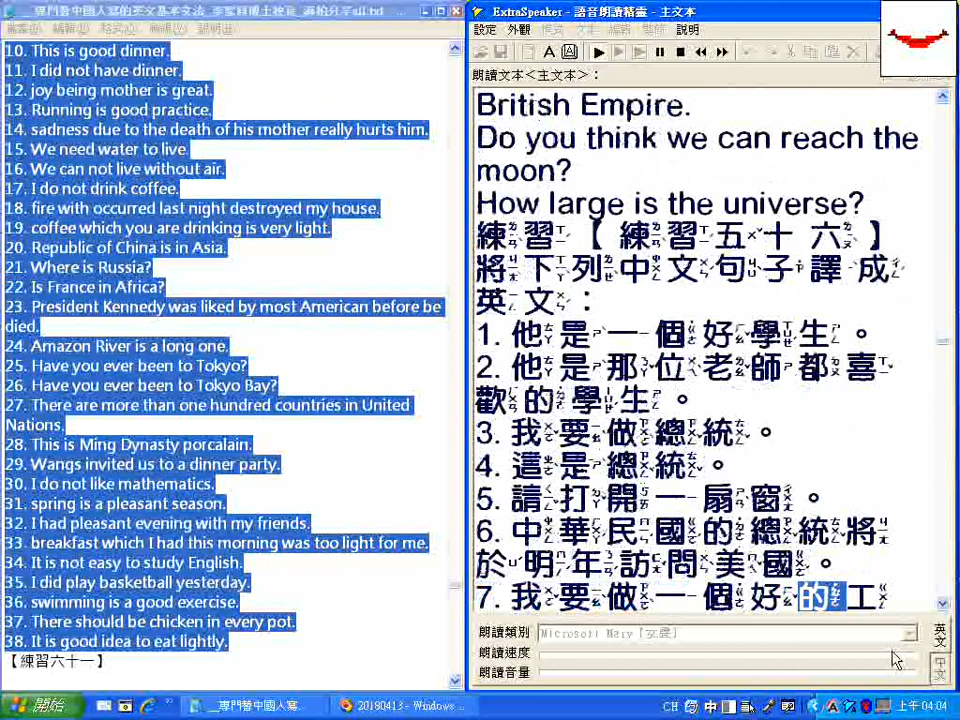 10. This is good dinner.
11. I did not have dinner.
12. joy being mother is great.
13. Running is good practice.
14. sadness due to the death of his mother really hurts him.
15. We need water to live.
16. We can not live without air.
17. I do not drink coffee.
18. fire with occurred last night destroyed my house.
19. coffee which you are drinking is very light.
20. Republic of China is in Asia.
21. Where is Russia?
22. Is France in Africa?
23. President Kennedy was liked by most American before be
died.
24. Amazon River is a long one.
25. Have you ever been to Tokyo?
26. Have you ever been to Tokyo Bay?
27. There are more than one hundred countries in United
Nations.
28. This is Ming Dynasty porcelain.
29. Wangs invited us to a dinner party.
30. I do not like mathematics.
31. spring is a pleasant season.
32. I had pleasant evening with my friends.
33. breakfast which I had this morning was too light for me.
34. It is not easy to study English.
35. I did play basketball yesterday.
36. swimming is a good exercise.
37. There should be chicken in every pot.
38. It is good idea to eat lightly.
【練習六十一】
ExtraSpeaker - 語音朗讀精靈 - 主文本
設定 外觀 說明
朗讀文本<主文本>：
British Empire.
Do you think we can reach the
moon?
How large is the universe?
練習【練習五十六】
將下列中文句子譯成
英文：
1. 他是一個好學生。
2. 他是那位老師都喜
歡的學生。
3. 我要做總統。
4. 這是總統。
5. 請打開一扇窗。
6. 中華民國的總統將
於明年訪問美國。
7. 我要做一個好的工
朗讀類別 Microsoft Mary [女聲]
朗讀速度
朗讀音量
英文
中文
開始
__專門替中國人寫...
20180413 - Windows ...
CH 中
上午 04:04